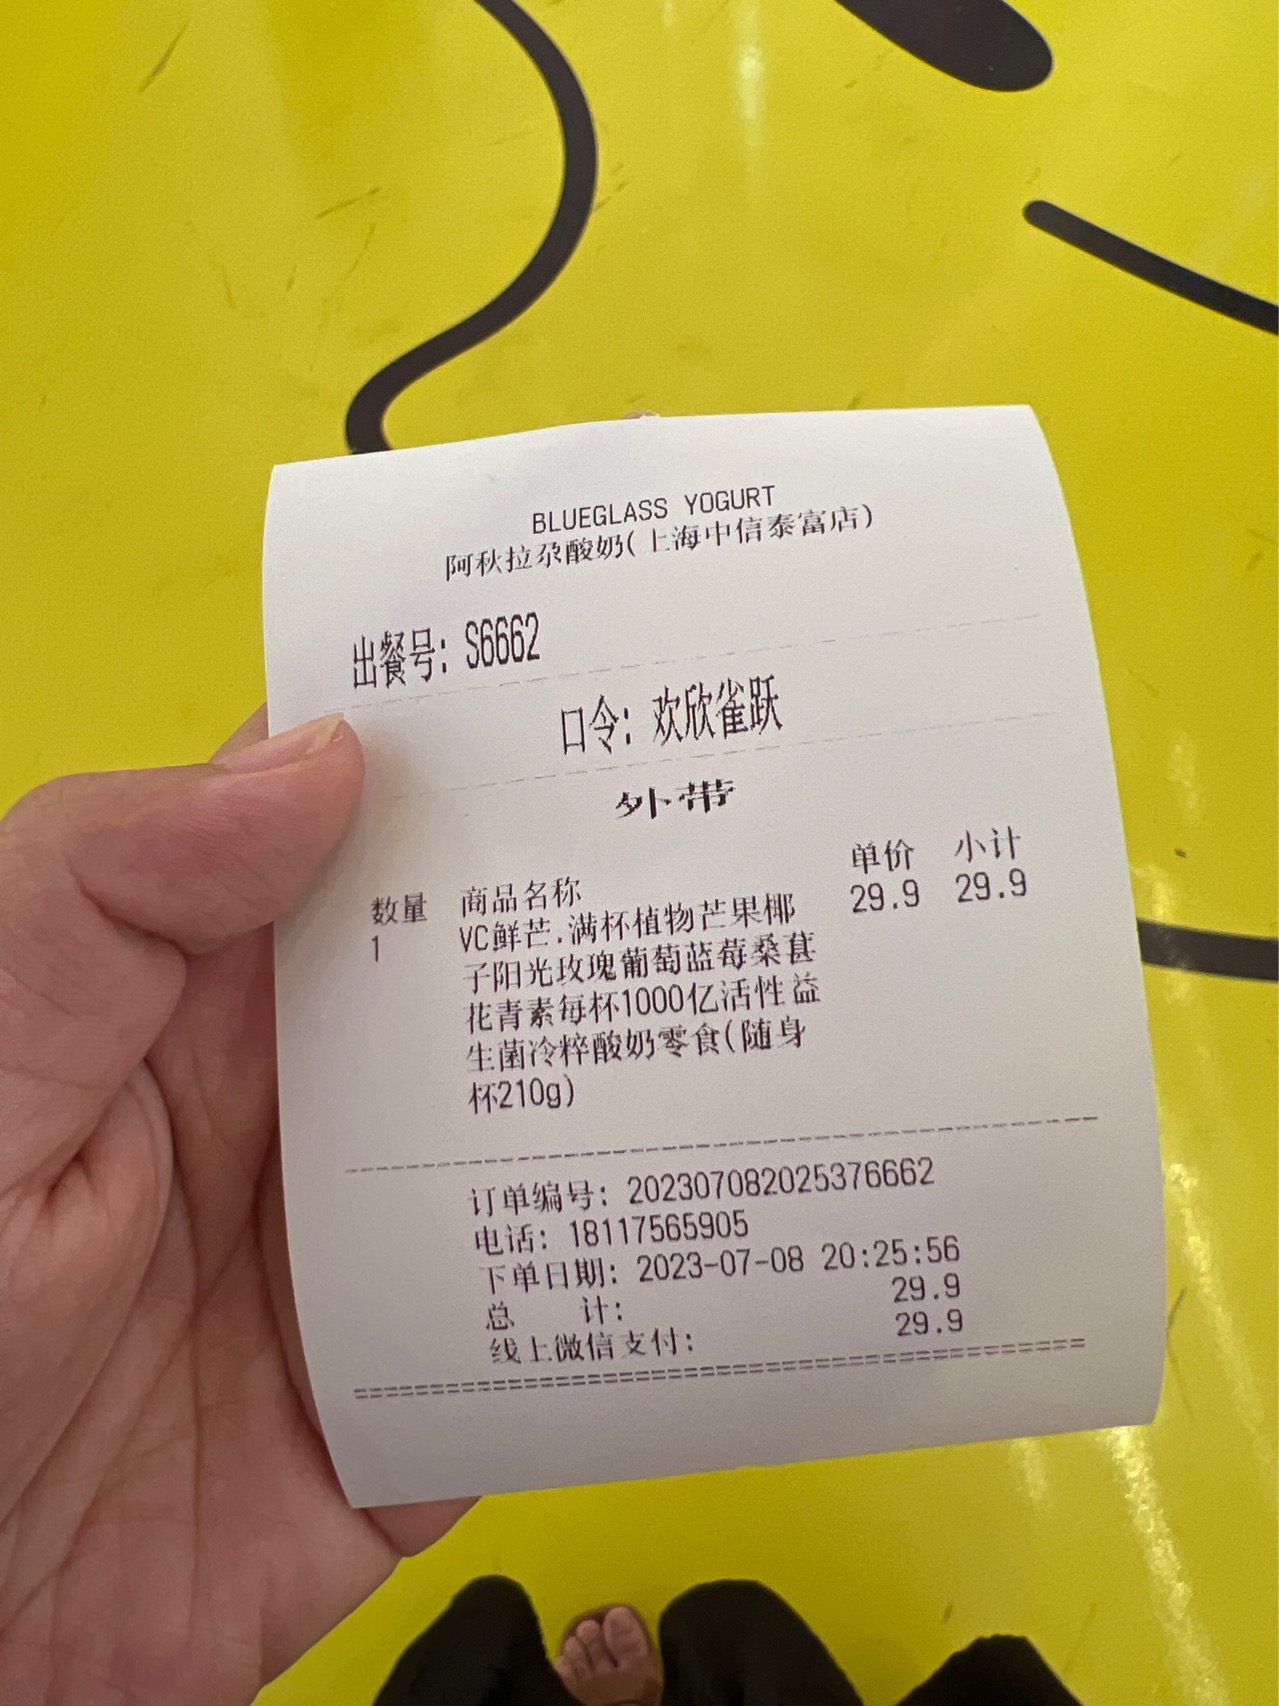 BLUEGLASS YOGURT
阿秋拉尕酸奶(上海中信泰富店)
出餐号: S6662
口令: 欢欣雀跃
外带
数量 商品名称 单价 小计
1 VC鲜芒.满杯植物芒果椰 29.9 29.9
子阳光玫瑰葡萄蓝莓桑葚
花青素每杯1000亿活性益
生菌冷粹酸奶零食(随身
杯210g)
订单编号: 202307082025376662
电话: 18117565905
下单日期: 2023-07-08 20:25:56
总 计: 29.9
线上微信支付: 29.9